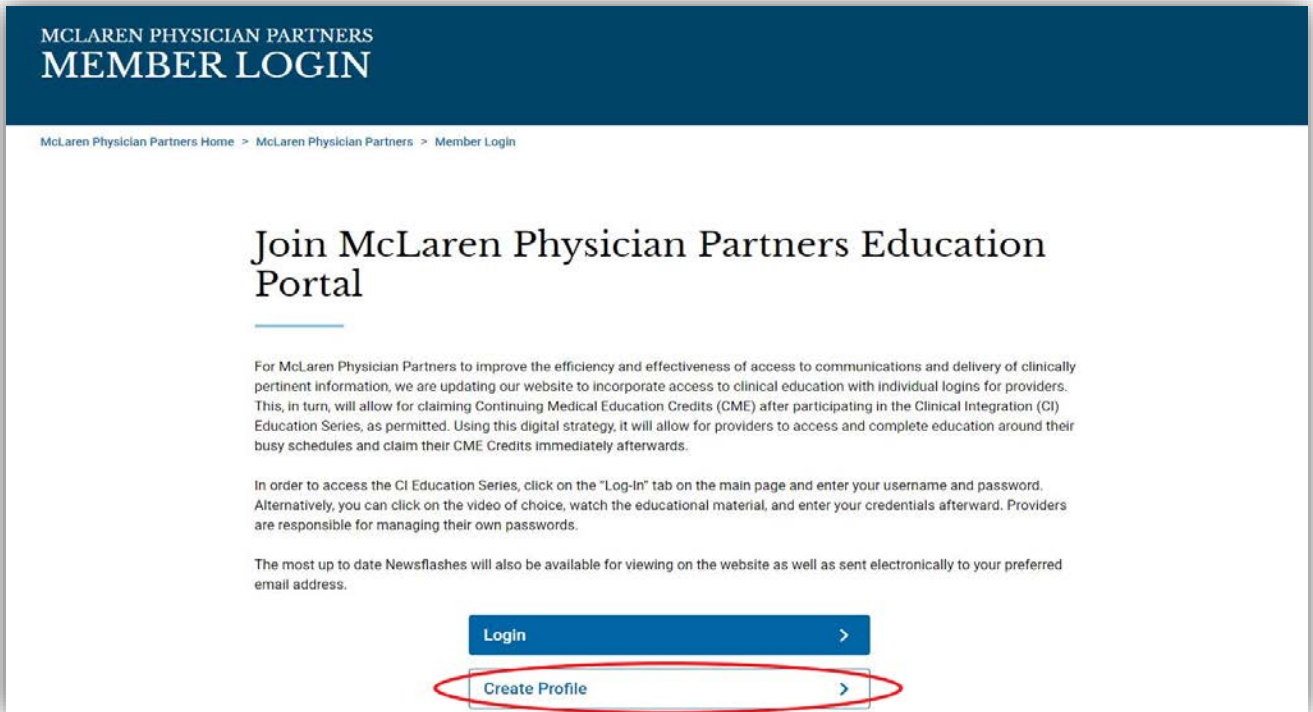 MCLAREN PHYSICIAN PARTNERS
MEMBER LOGIN
McLaren Physician Partners Home > McLaren Physician Partners > Member Login
Join McLaren Physician Partners Education
Portal
For McLaren Physician Partners to improve the efficiency and effectiveness of access to communications and delivery of clinically
pertinent information, we are updating our website to incorporate access to clinical education with individual logins for providers.
This, in turn, will allow for claiming Continuing Medical Education Credits (CME) after participating in the Clinical Integration (CI)
Education Series, as permitted. Using this digital strategy, it will allow for providers to access and complete education around their
busy schedules and claim their CME Credits immediately afterwards.
In order to access the CI Education Series, click on the "Log-In" tab on the main page and enter your username and password.
Alternatively, you can click on the video of choice, watch the educational material, and enter your credentials afterward. Providers
are responsible for managing their own passwords.
The most up to date Newsflashes will also be available for viewing on the website as well as sent electronically to your preferred
email address.
Login >
Create Profile >